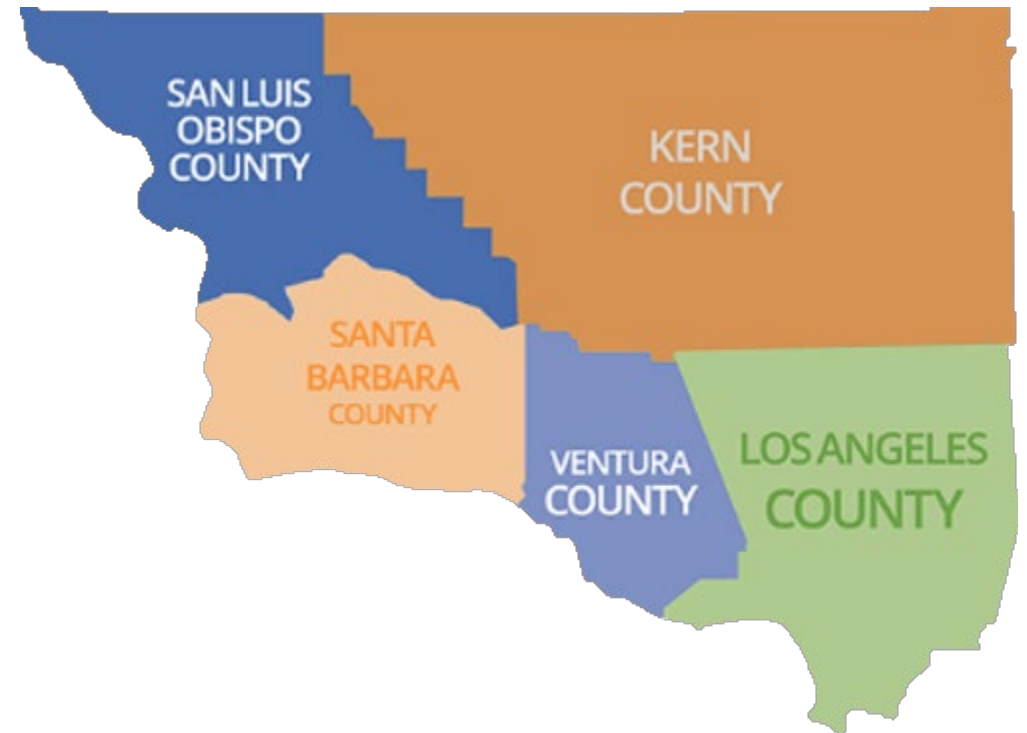 SAN LUIS
OBISPO
COUNTY
KERN
COUNTY
SANTA
BARBARA
COUNTY
VENTURA
COUNTY
LOS ANGELES
COUNTY